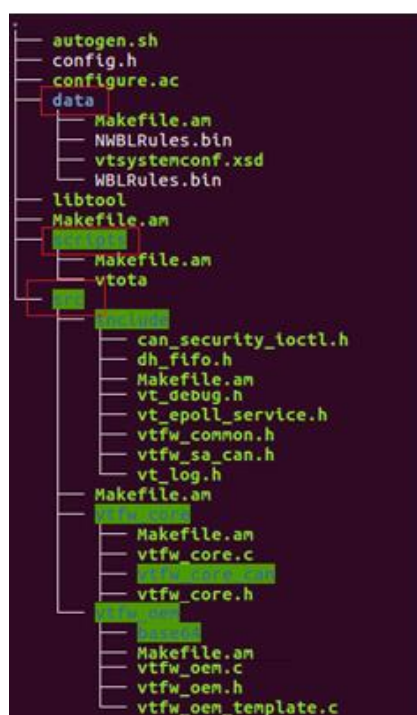 .
autogen.sh
config.h
configure.ac
data
Makefile.am
NWBLRules.bin
vtsystemconf.xsd
WBLRules.bin
libtool
Makefile.am
scripts
Makefile.am
vtota
src
include
can_security_ioctl.h
dh_fifo.h
Makefile.am
vt_debug.h
vt_epoll_service.h
vtfw_common.h
vtfw_sa_can.h
vt_log.h
Makefile.am
vtfw_core
Makefile.am
vtfw_core.c
vtfw_core_can
vtfw_core.h
vtfw_oem
base64
Makefile.am
vtfw_oem.c
vtfw_oem.h
vtfw_oem_template.c